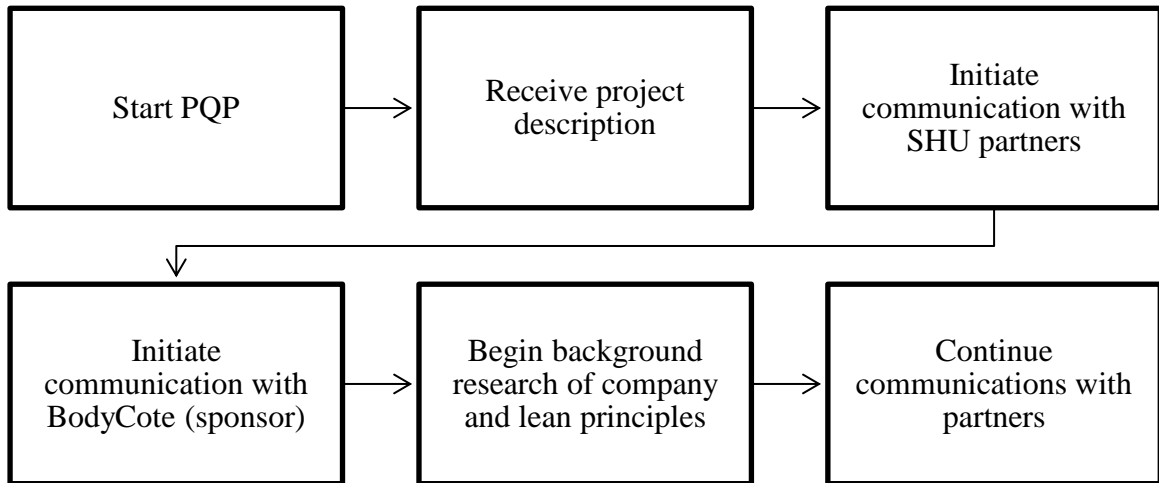 Start PQP
Receive project
description
Initiate
communication with
SHU partners
Initiate
communication with
BodyCote (sponsor)
Begin background
research of company
and lean principles
Continue
communications with
partners